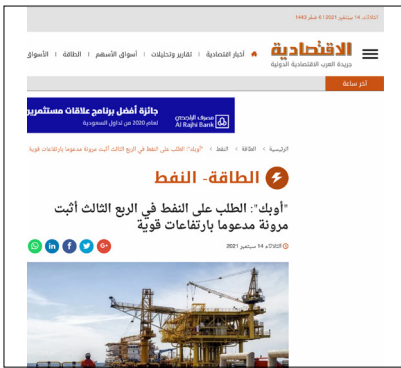 الثلاثاء, 14 سبتمبر 2021 | 6 صفر 1443
الاقتصادية
جريدة العرب الاقتصادية الدولية
أخبار اقتصادية | تقارير وتحليلات | أسواق الأسهم | الطاقة | الأسواق
آخر ساعة
مصرف الراجحي
Al Rajhi Bank
جائزة أفضل برنامج علاقات مستثمرين
لعام 2020 من تداول السعودية
الرئيسية > الطاقة > النفط > "أوبك": الطلب على النفط في الربع الثالث أثبت مرونة مدعوما بارتفاعات قوية
الطاقة- النفط
"أوبك": الطلب على النفط في الربع الثالث أثبت
مرونة مدعوما بارتفاعات قوية
الثلاثاء 14 سبتمبر 2021